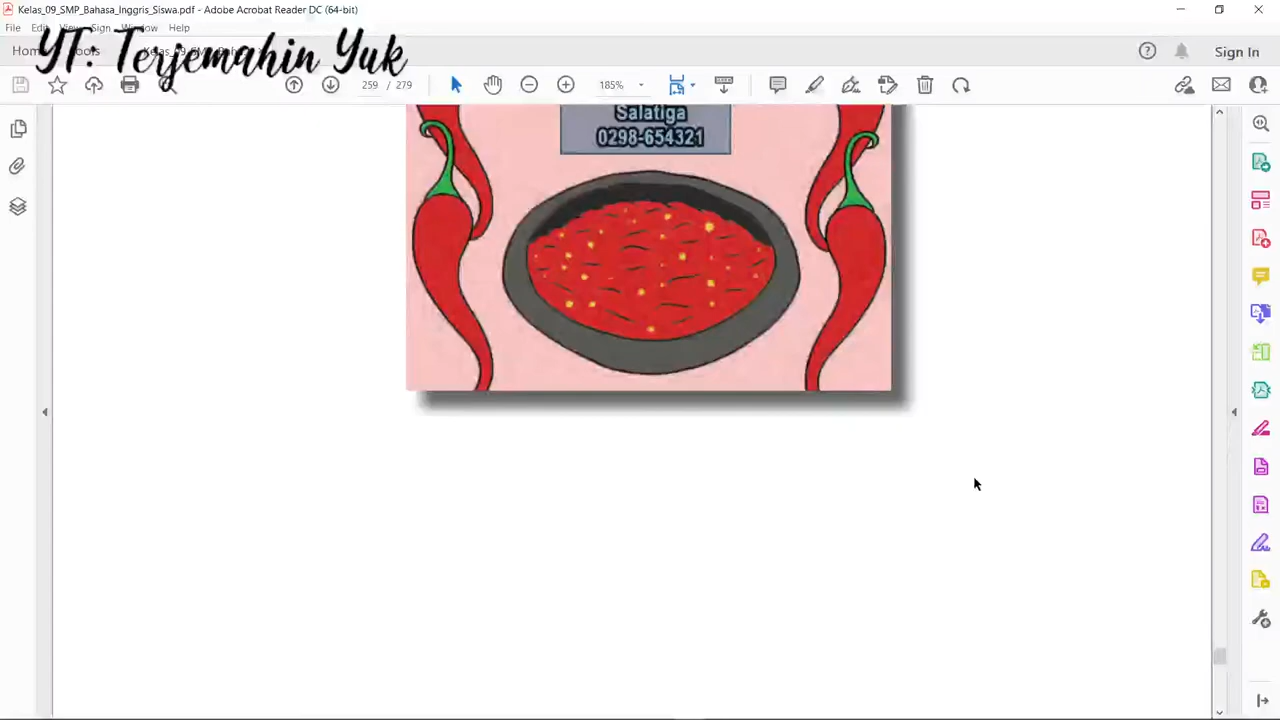 Kelas_09_SMP_Bahasa_Inggris_Siswa.pdf - Adobe Acrobat Reader DC (64-bit)
File Edit View Sign Window Help
YT: Terjemahin Yuk
Sign In
259 / 279
185%
Salatiga
0298-654321